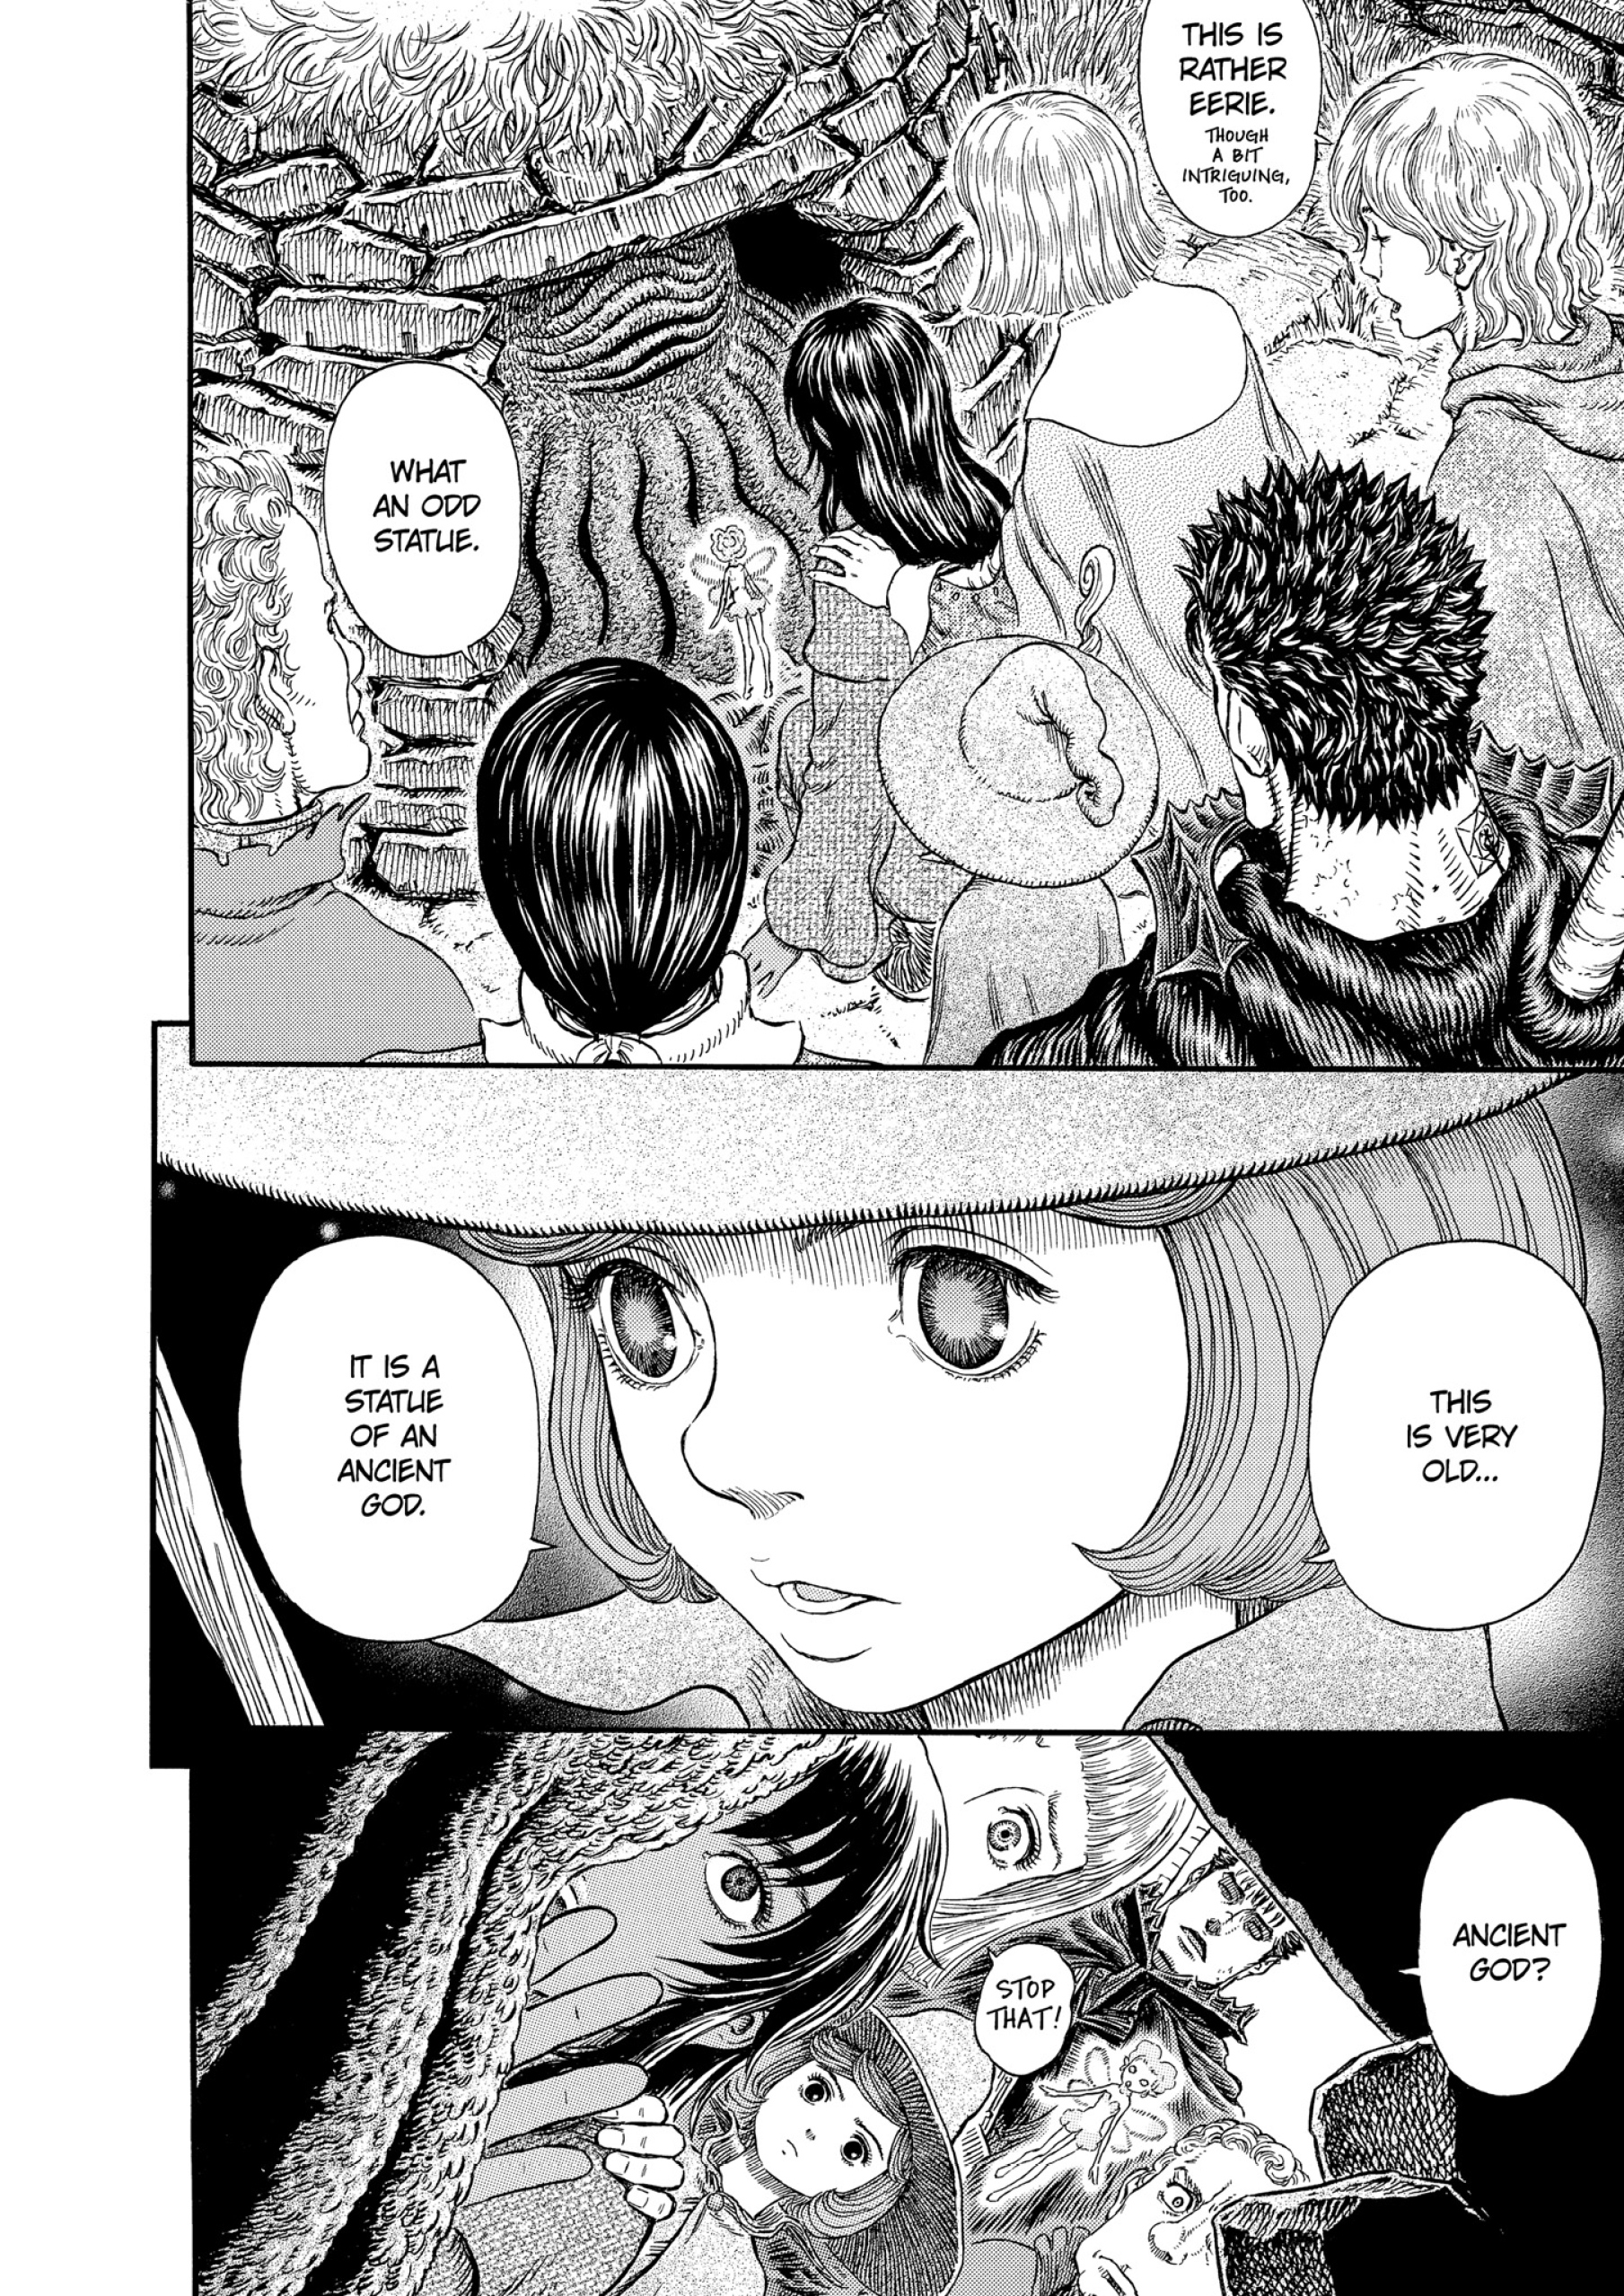 THIS IS
RATHER
EERIE.
THOUGH
A BIT
INTRIGUING,
TOO.
WHAT
AN ODD
STATUE.
THIS
IS VERY
OLD...
IT IS A
STATUE
OF AN
ANCIENT
GOD.
ANCIENT
GOD?
STOP
THAT!